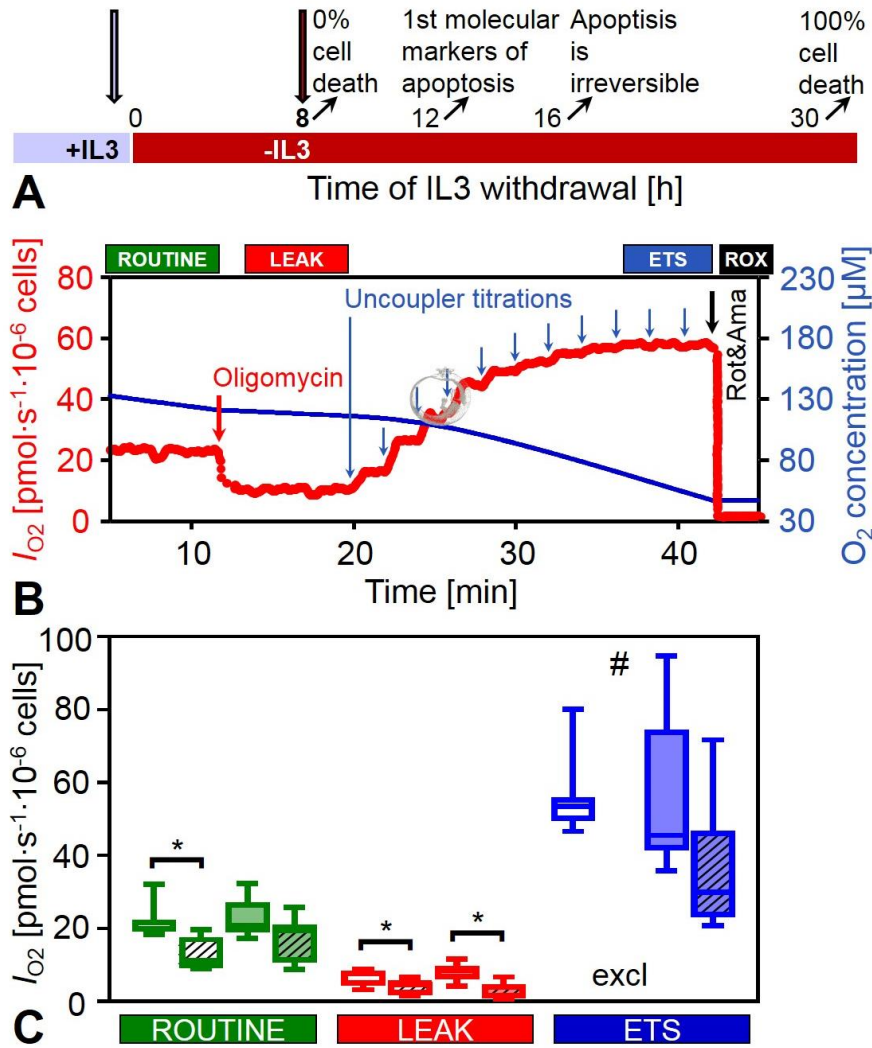 0%
cell
death
1st molecular
markers of
apoptosis
Apoptisis
is
irreversible
100%
cell
death
0
8
12
16
30
+IL3
-IL3
A
Time of IL3 withdrawal [h]
ROUTINE
LEAK
ETS
ROX
80
60
40
20
0
I_O2 [pmol·s⁻¹·10⁻⁶ cells]
Oligomycin
Uncoupler titrations
Rot&Ama
230
180
130
80
30
O₂ concentration [µM]
10
20
30
40
Time [min]
B
100
80
60
40
20
0
I_O2 [pmol·s⁻¹·10⁻⁶ cells]
*
*
*
#
excl
C
ROUTINE
LEAK
ETS